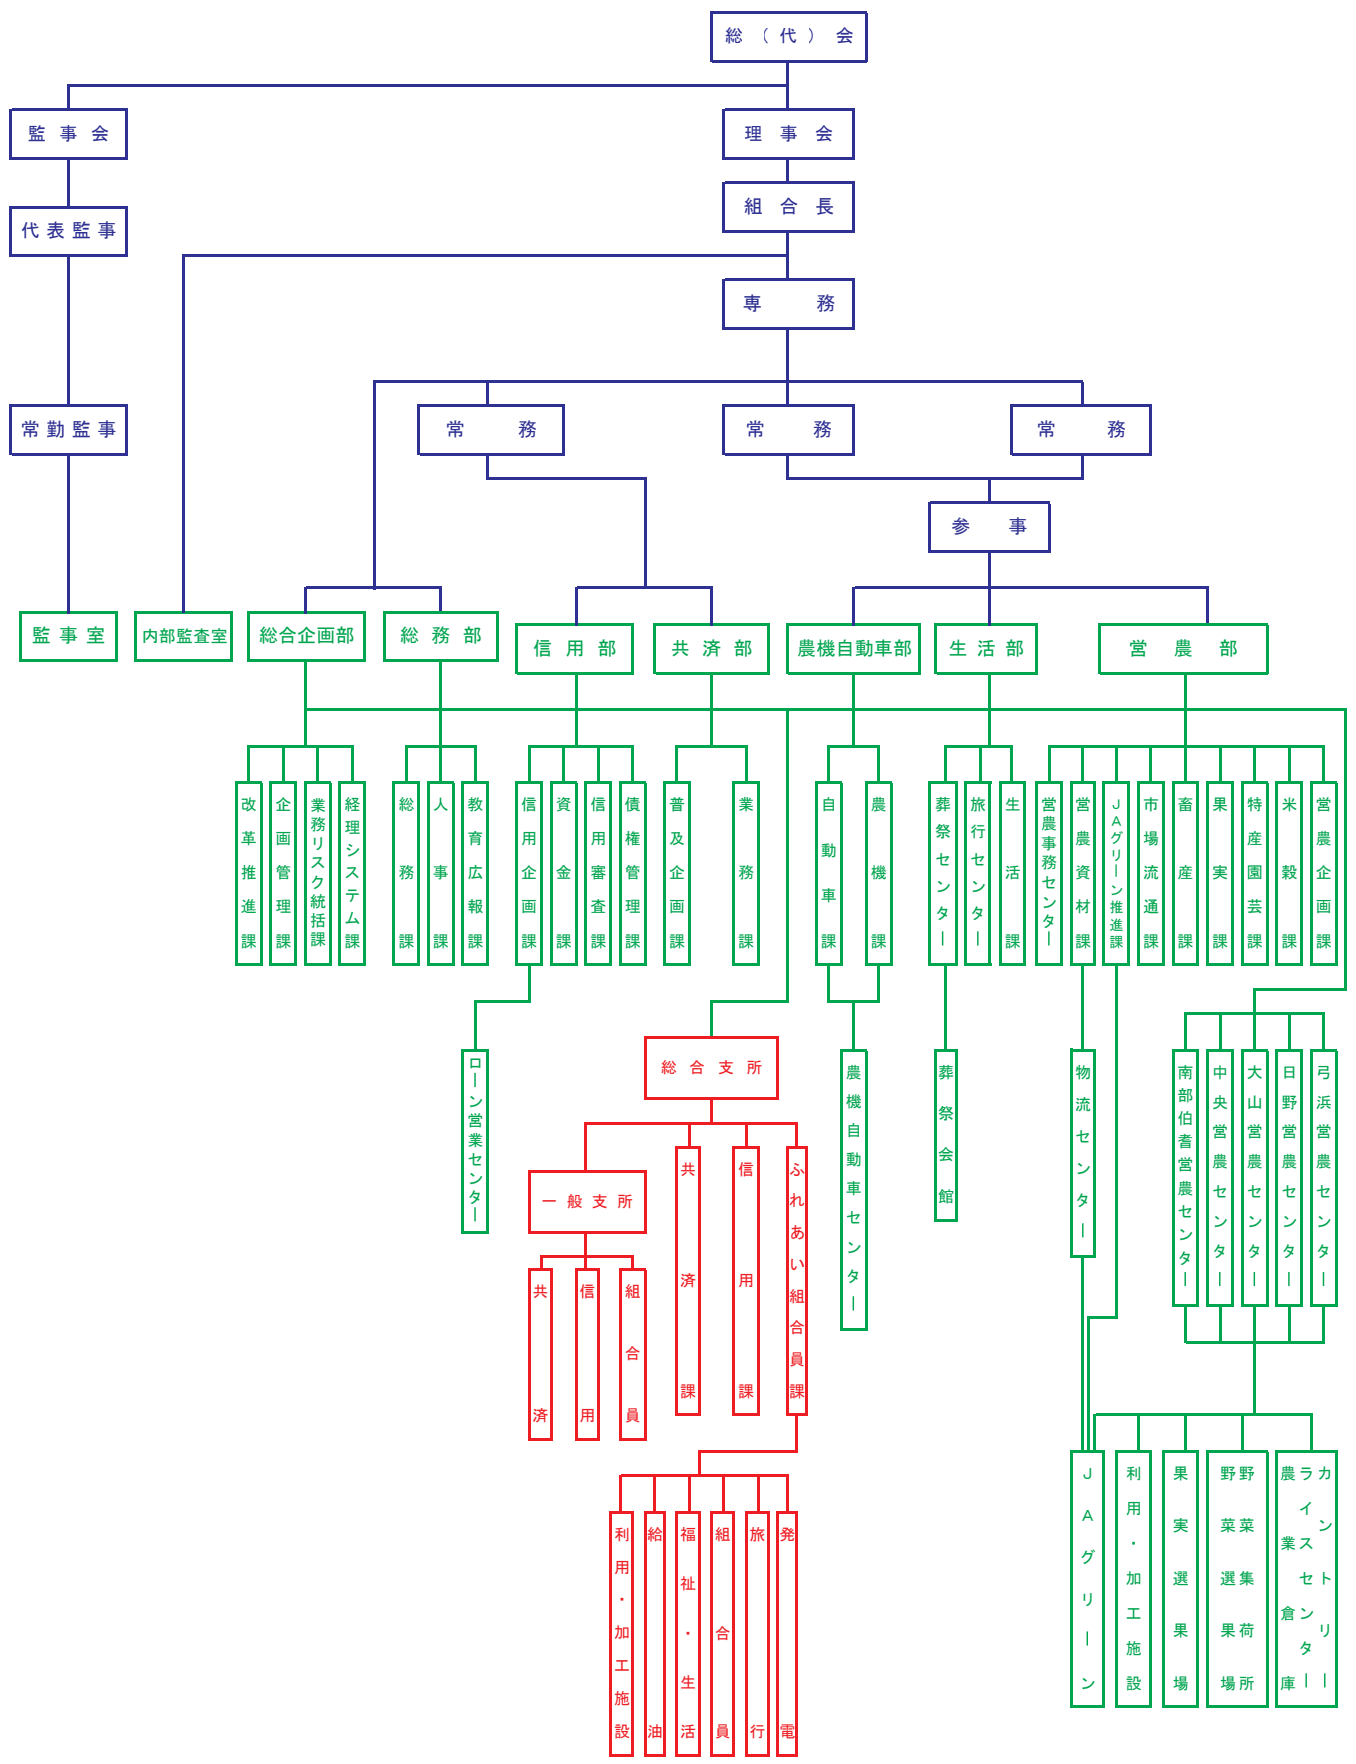 総（代）会
監事会
理事会
代表監事
組合長
専務
常勤監事
常務
常務
常務
参事
監事室
内部監査室
総合企画部
総務部
信用部
共済部
農機自動車部
生活部
営農部
改革推進課
企画管理課
業務リスク統括課
経理システム課
総務課
人事課
教育広報課
信用企画課
資金課
信用審査課
債権管理課
普及企画課
業務課
自動車課
農機課
葬祭センター
旅行センター
生活課
営農事務センター
営農資材課
JAグリーン推進課
市場流通課
畜産課
果実課
特産園芸課
米穀課
営農企画課
ローン営業センター
総合支所
農機自動車センター
葬祭会館
物流センター
南部伯耆営農センター
中央営農センター
大山営農センター
日野営農センター
弓浜営農センター
一般支所
共済課
信用課
ふれあい組合員課
共済
信用
組合員
JAグリーン
利用・加工施設
果実選果場
野菜集荷所
野菜選果場
カントリー
ライスセンター
農業倉庫
利用・加工施設
給油
福祉・生活
組合員
旅行
発電